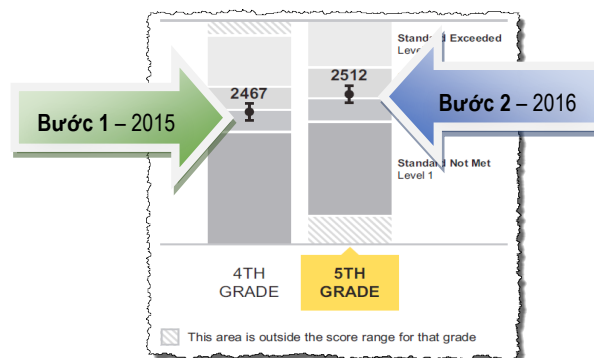 Standard Exceeded
Level
2467
2512
Bước 1 – 2015
Bước 2 – 2016
Standard Not Met
Level 1
4TH
GRADE
5TH
GRADE
This area is outside the score range for that grade